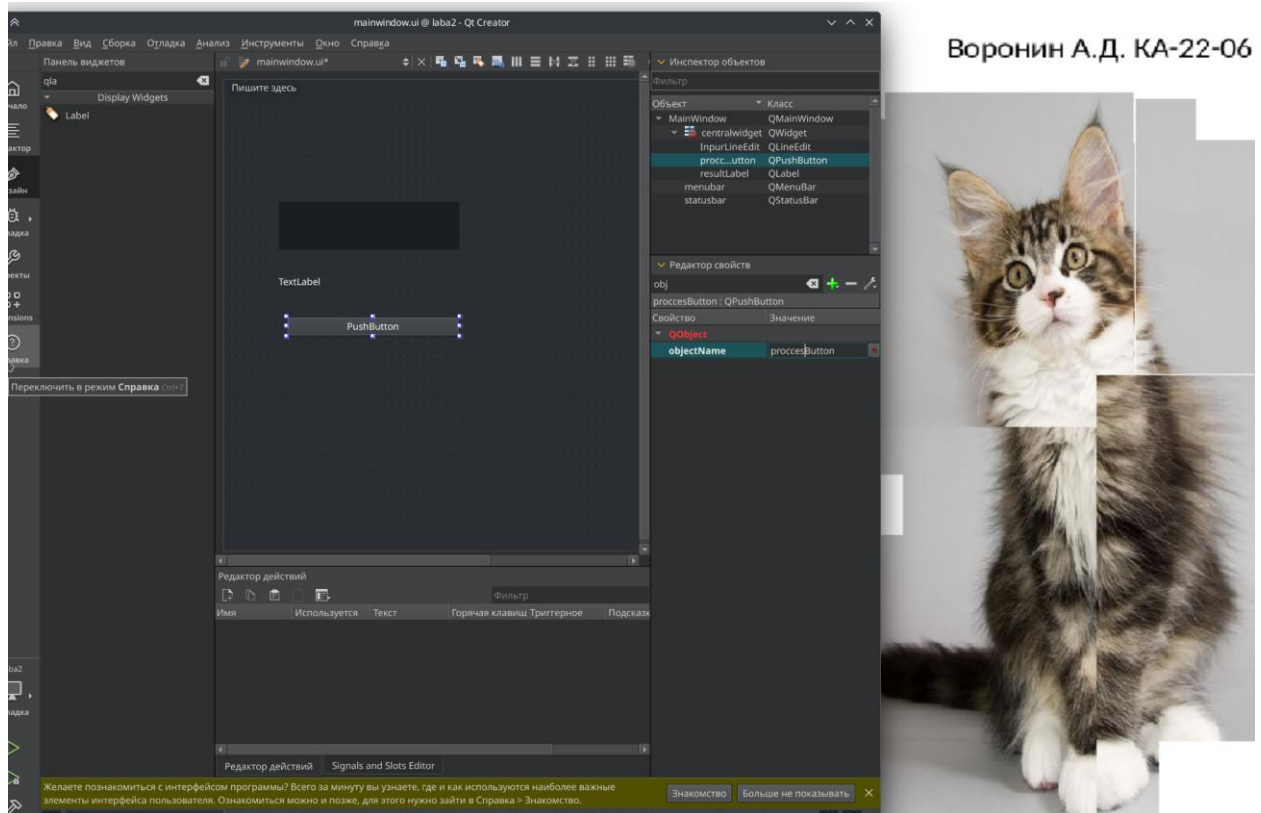 mainwindow.ui @ laba2 - Qt Creator
Правка Вид Сборка Отладка Анализ Инструменты Окно Справка
Воронин А.Д. КА-22-06
Панель виджетов
mainwindow.ui*
Инспектор объектов
qla
Display Widgets
Label
Пишите здесь
Фильтр
Объект Класс
MainWindow QMainWindow
centralwidget QWidget
InpurLineEdit QLineEdit
procc...utton QPushButton
resultLabel QLabel
menubar QMenuBar
statusbar QStatusBar
Редактор свойств
obj
proccesButton : QPushButton
Свойство Значение
QObject
objectName proccesButton
TextLabel
PushButton
Переключить в режим Справка Ctrl+7
Редактор действий
Фильтр
Имя Используется Текст Горячая клавиш Триггерное Подсказк
Редактор действий Signals and Slots Editor
Желаете познакомиться с интерфейсом программы? Всего за минуту вы узнаете, где и как используются наиболее важные
элементы интерфейса пользователя. Ознакомиться можно и позже, для этого нужно зайти в Справка > Знакомство.
Знакомство Больше не показывать